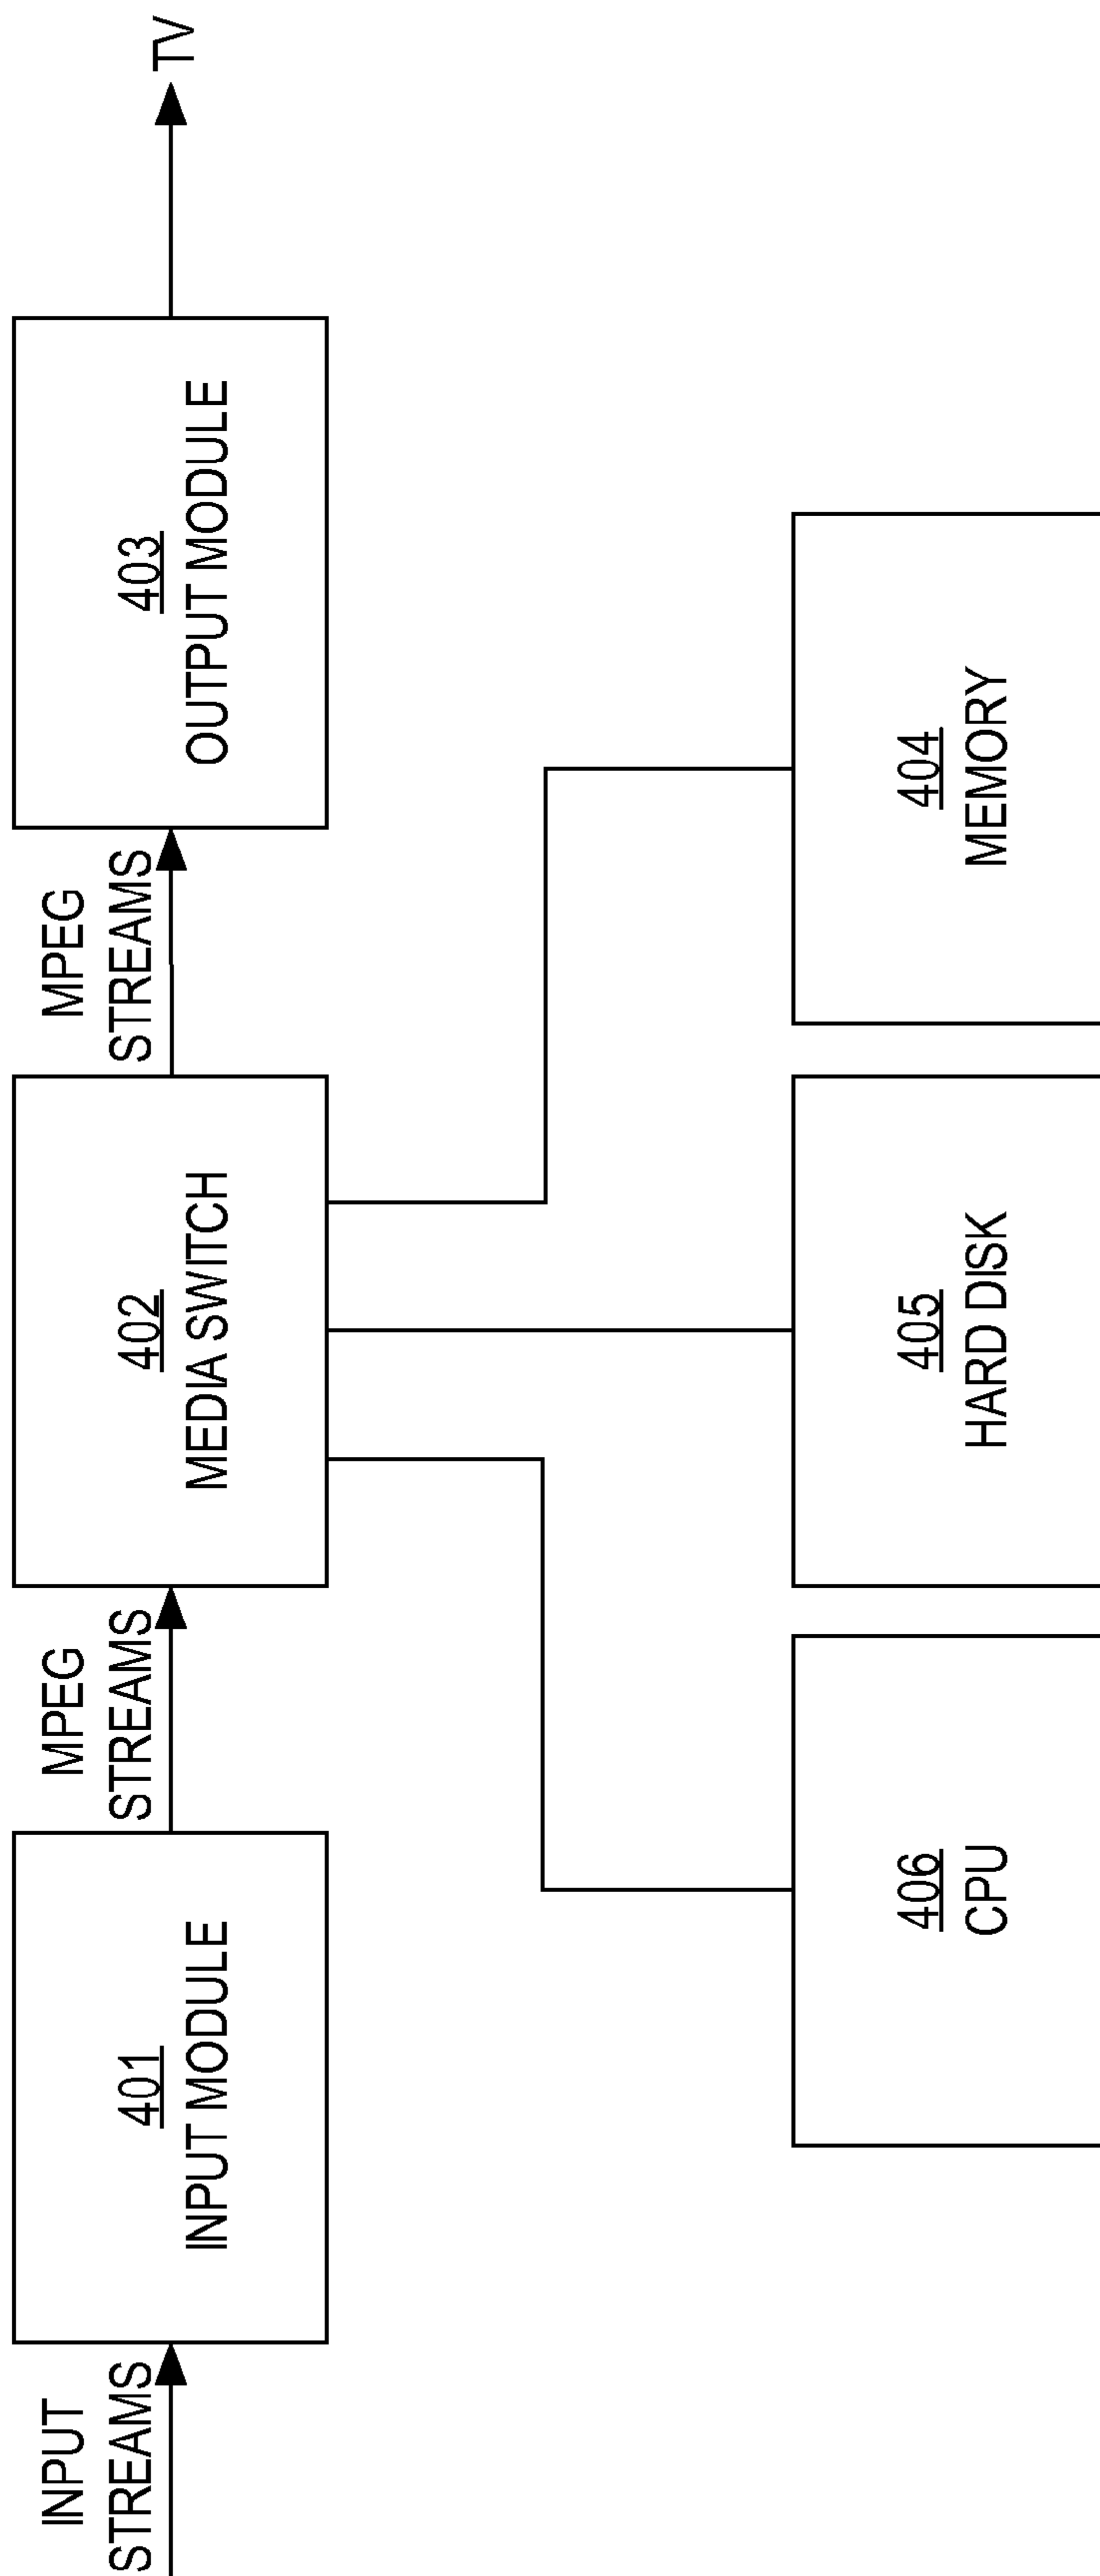 INPUT
STREAMS
401
INPUT MODULE
MPEG
STREAMS
402
MEDIA SWITCH
MPEG
STREAMS
403
OUTPUT MODULE
TV
406
CPU
405
HARD DISK
404
MEMORY